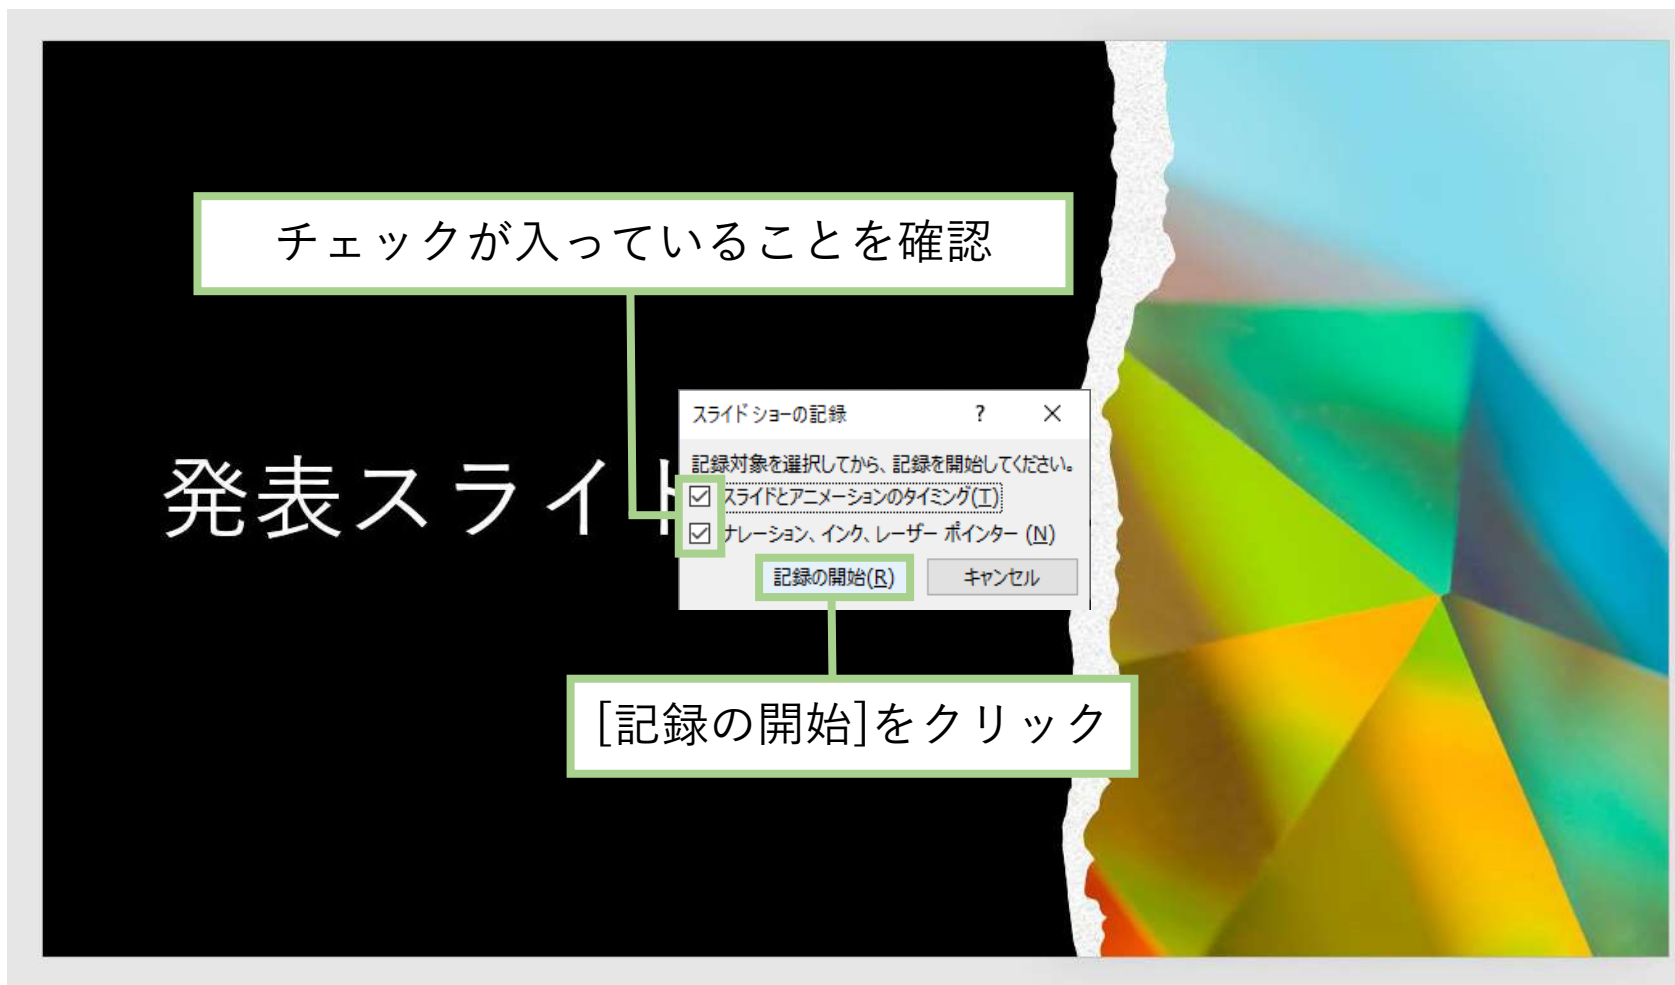 チェックが入っていることを確認
スライド ショーの記録 ? ×
記録対象を選択してから、記録を開始してください。
発表スライド
スライドとアニメーションのタイミング(T)
ナレーション、インク、レーザー ポインター (N)
記録の開始(R) キャンセル
[記録の開始]をクリック